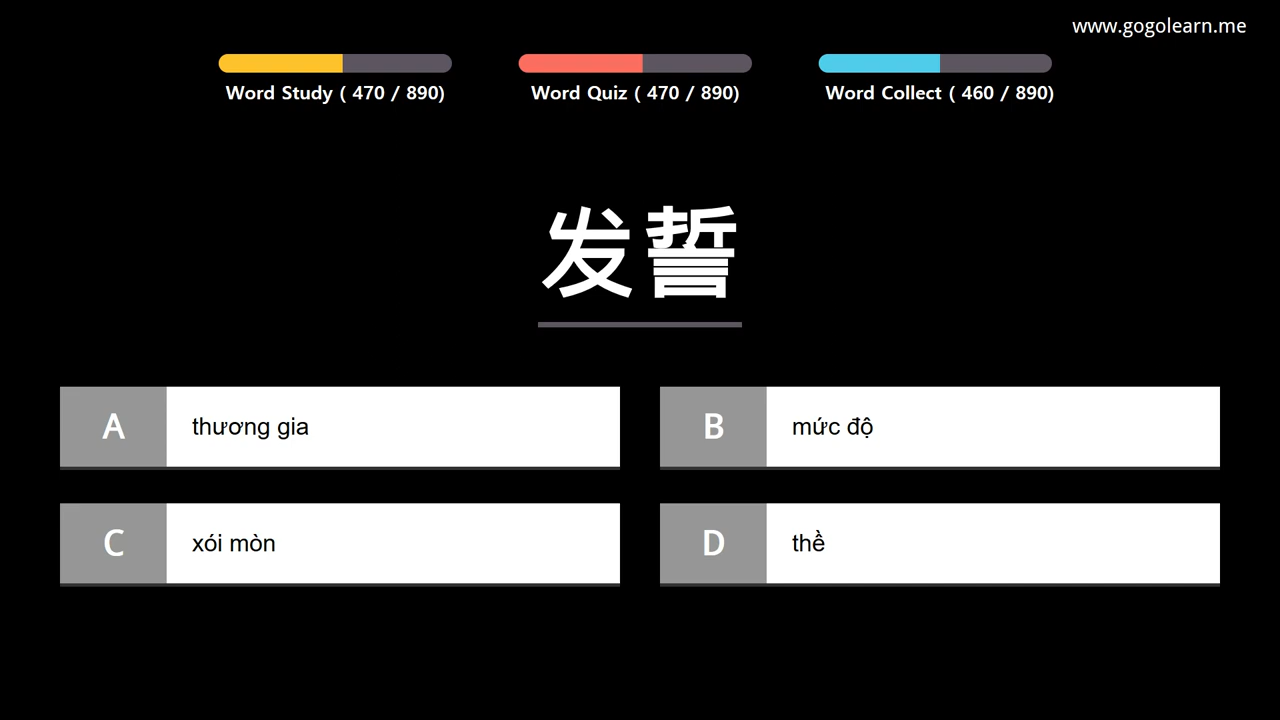 www.gogolearn.me
Word Study ( 470 / 890)
Word Quiz ( 470 / 890)
Word Collect ( 460 / 890)
发誓
A thương gia
B mức độ
C xói mòn
D thề